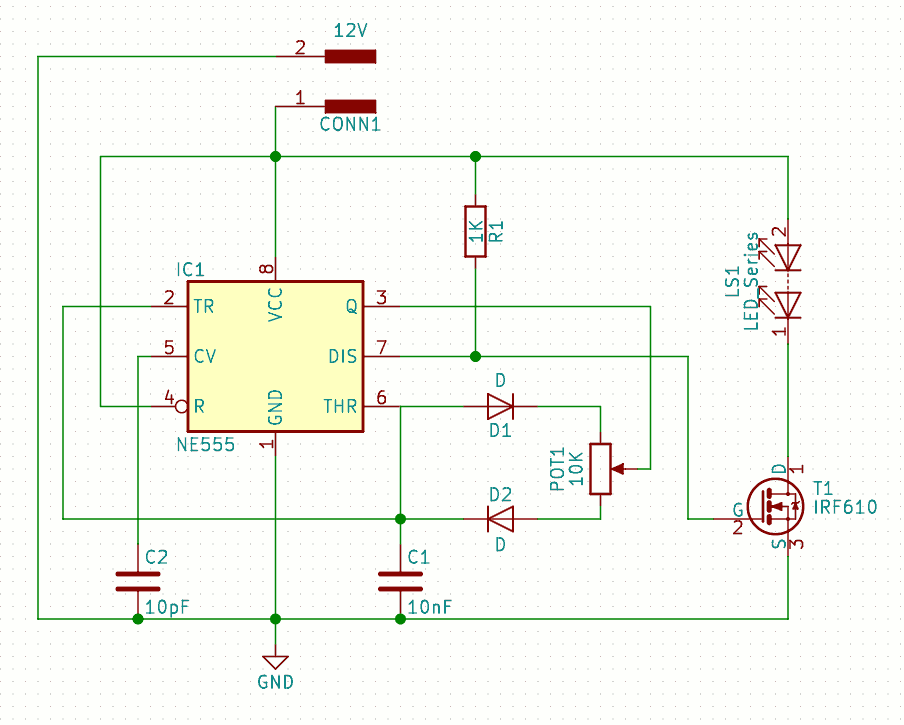 12V
2
1
CONN1
1K
R1
IC1
8
2
LS1
LED_Series
1
2
TR
VCC
Q
3
5
CV
DIS
7
4
R
GND
THR
6
NE555
1
D
D1
POT1
10K
D2
D
D
1
G
2
T1
IRF610
S
3
C2
10pF
C1
10nF
GND